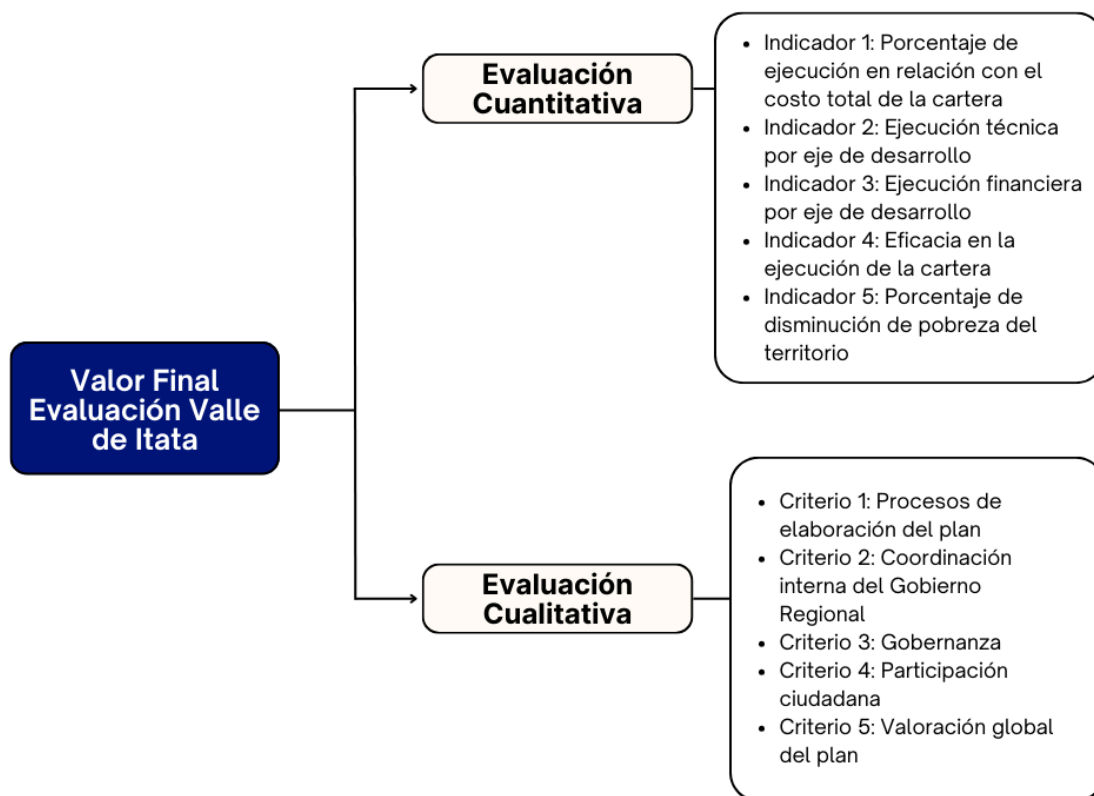 Valor Final
Evaluación Valle
de Itata
Evaluación
Cuantitativa
• Indicador 1: Porcentaje de
ejecución en relación con el
costo total de la cartera
• Indicador 2: Ejecución técnica
por eje de desarrollo
• Indicador 3: Ejecución financiera
por eje de desarrollo
• Indicador 4: Eficacia en la
ejecución de la cartera
• Indicador 5: Porcentaje de
disminución de pobreza del
territorio
Evaluación
Cualitativa
• Criterio 1: Procesos de
elaboración del plan
• Criterio 2: Coordinación
interna del Gobierno
Regional
• Criterio 3: Gobernanza
• Criterio 4: Participación
ciudadana
• Criterio 5: Valoración global
del plan